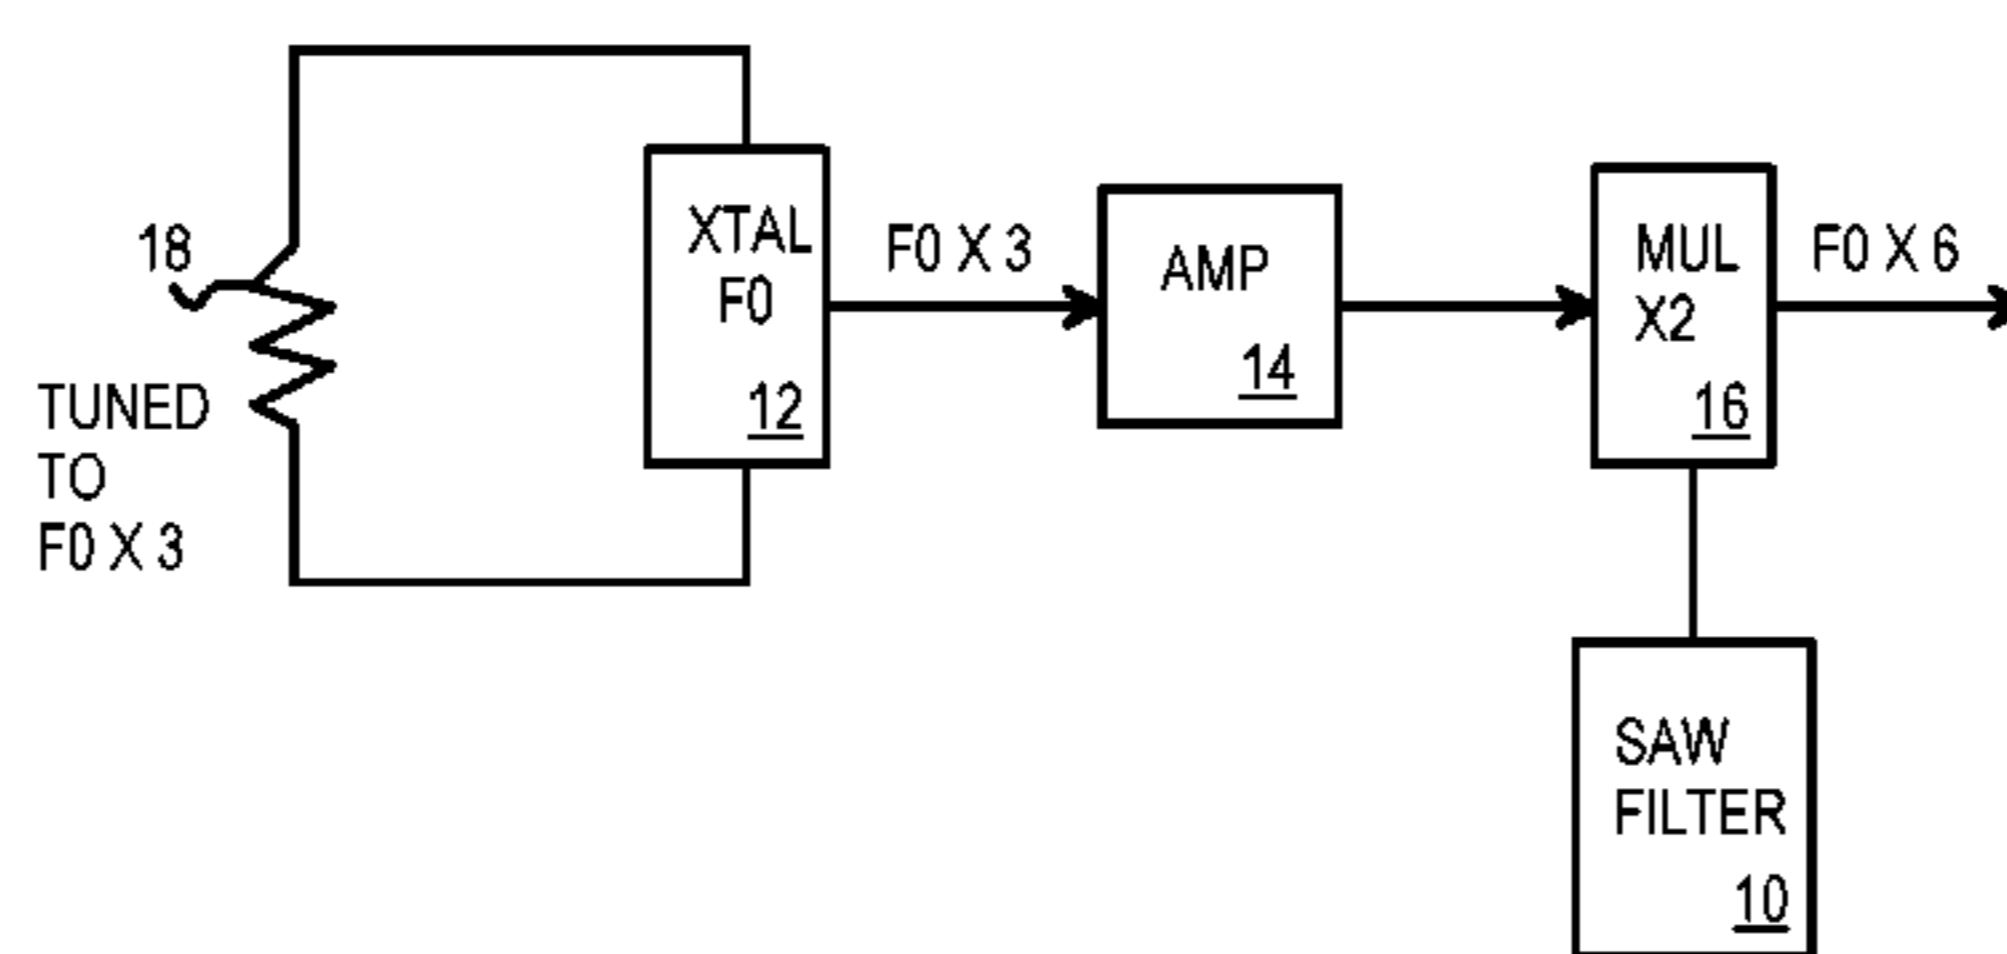 18
TUNED
TO
F0 X 3
XTAL
F0
12
F0 X 3
AMP
14
MUL
X2
16
F0 X 6
SAW
FILTER
10